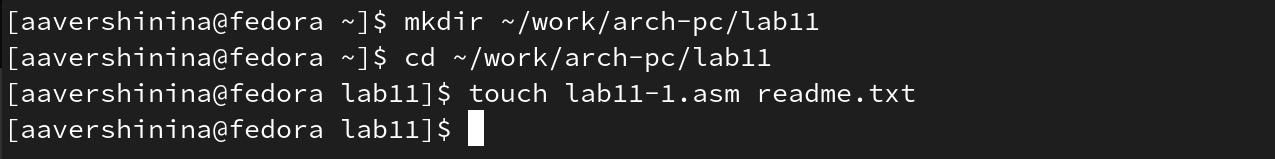 [aavershinina@fedora ~]$ mkdir ~/work/arch-pc/lab11
[aavershinina@fedora ~]$ cd ~/work/arch-pc/lab11
[aavershinina@fedora lab11]$ touch lab11-1.asm readme.txt
[aavershinina@fedora lab11]$